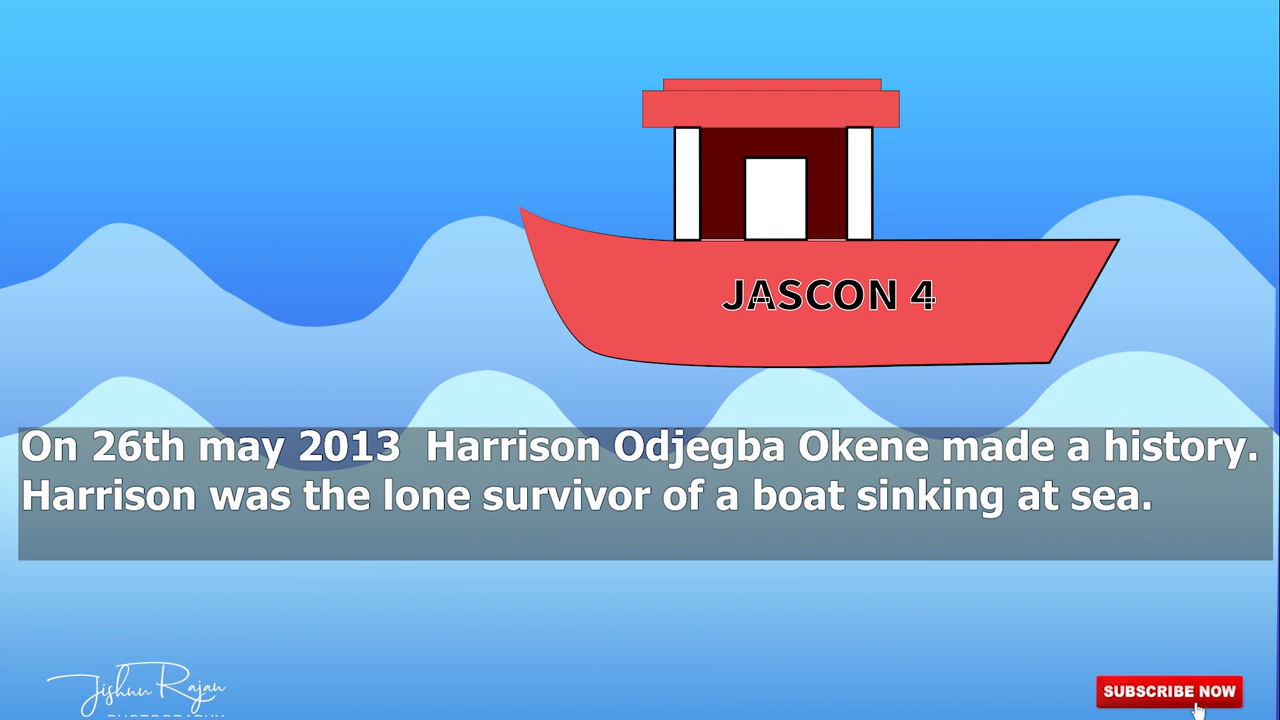 JASCON 4
On 26th may 2013 Harrison Odjegba Okene made a history.
Harrison was the lone survivor of a boat sinking at sea.
Jishnu Rajan
PHOTOGRAPHY
SUBSCRIBE NOW